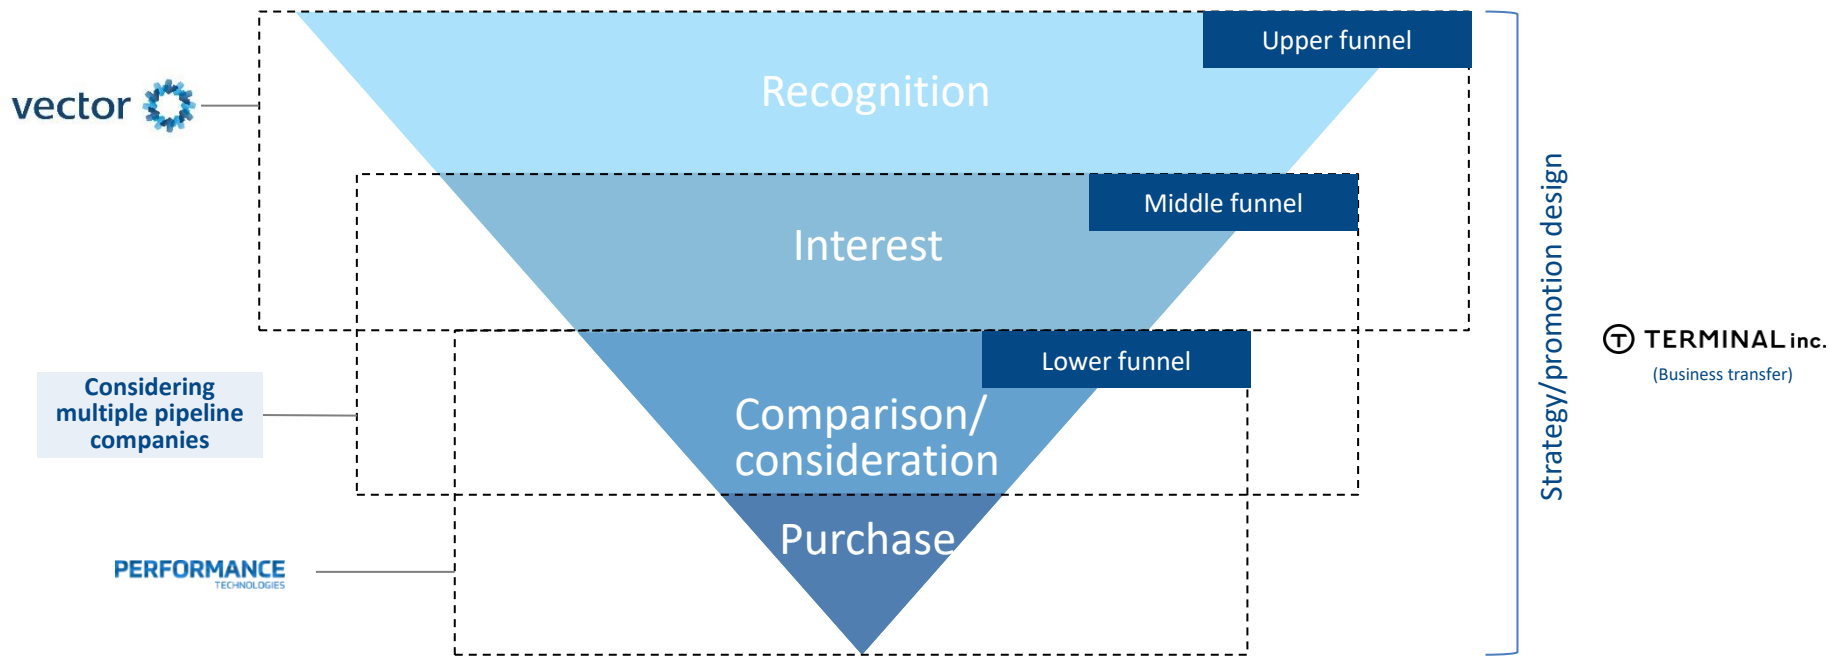 Upper funnel
Recognition
vector
Middle funnel
Interest
Lower funnel
Considering
multiple pipeline
companies
Comparison/
consideration
Purchase
PERFORMANCE
TECHNOLOGIES
Strategy/promotion design
T TERMINAL inc.
(Business transfer)